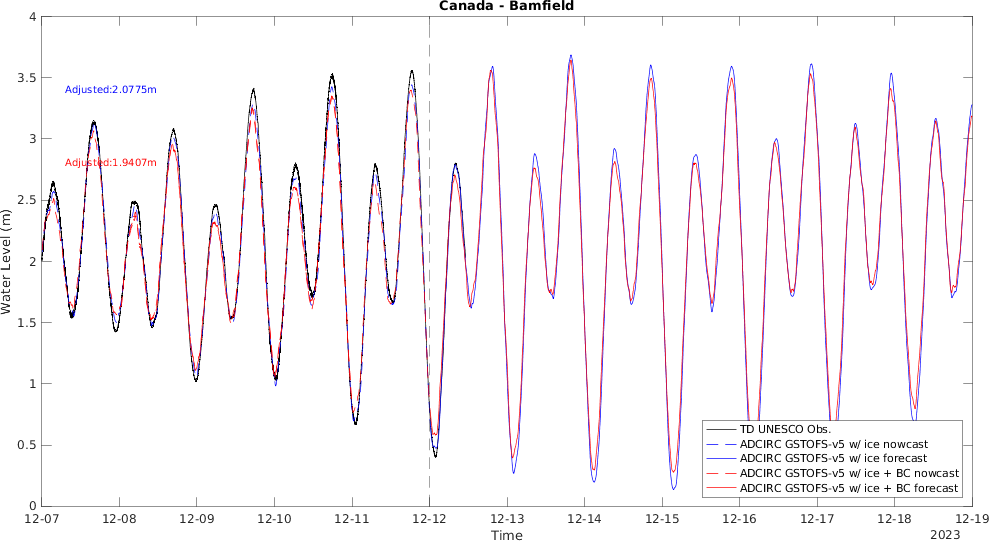 Canada - Bamfield
4
3.5
3
2.5
2
1.5
1
0.5
0
Water Level (m)
Adjusted:2.0775m
Adjusted:1.9407m
TD UNESCO Obs.
ADCIRC GSTOFS-v5 w/ ice nowcast
ADCIRC GSTOFS-v5 w/ ice forecast
ADCIRC GSTOFS-v5 w/ ice + BC nowcast
ADCIRC GSTOFS-v5 w/ ice + BC forecast
12-07 12-08 12-09 12-10 12-11 12-12 12-13 12-14 12-15 12-16 12-17 12-18 12-19
Time
2023